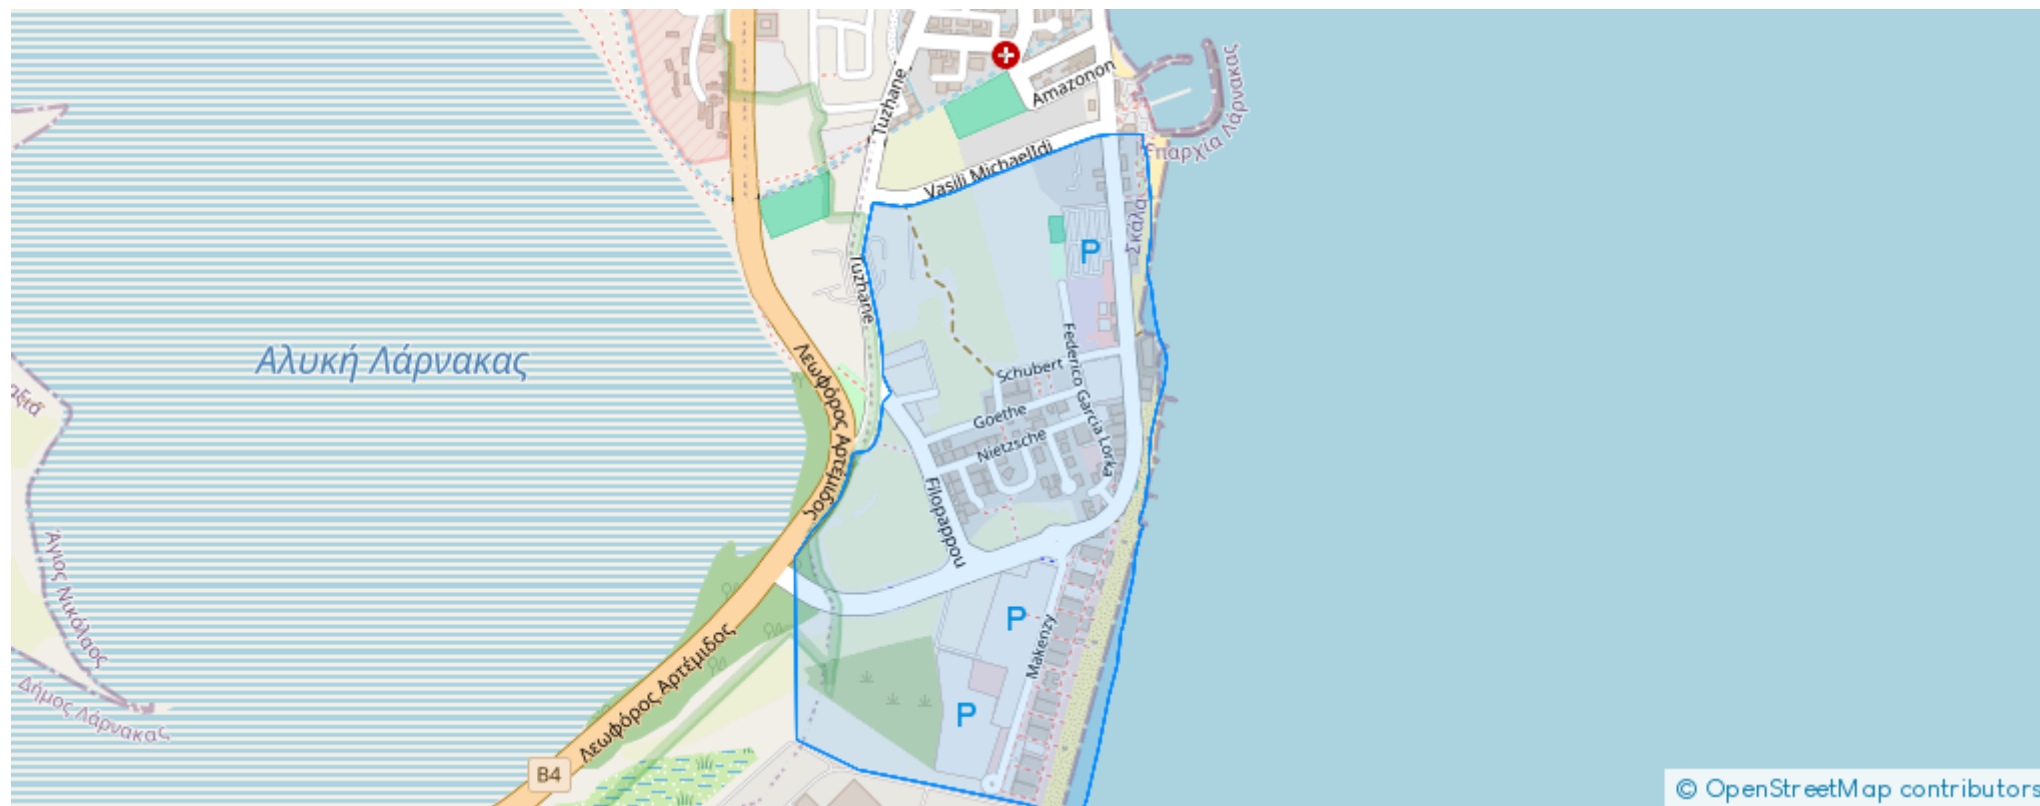 Amazonon
Tuzhane
Επαρχία Λάρνακας
Vasili Michaelldi
Σκάλα
P
Tuzhane
Αλυκή Λάρνακας
Λεωφόρος Αρτέμιδος
Federico Garcia Lorka
Schubert
Goethe
Nietzsche
Filopappou
Άγιος Νικόλαος
P
Makenzy
Λεωφόρος Αρτέμιδος
Δήμος Λάρνακας
P
B4
© OpenStreetMap contributors